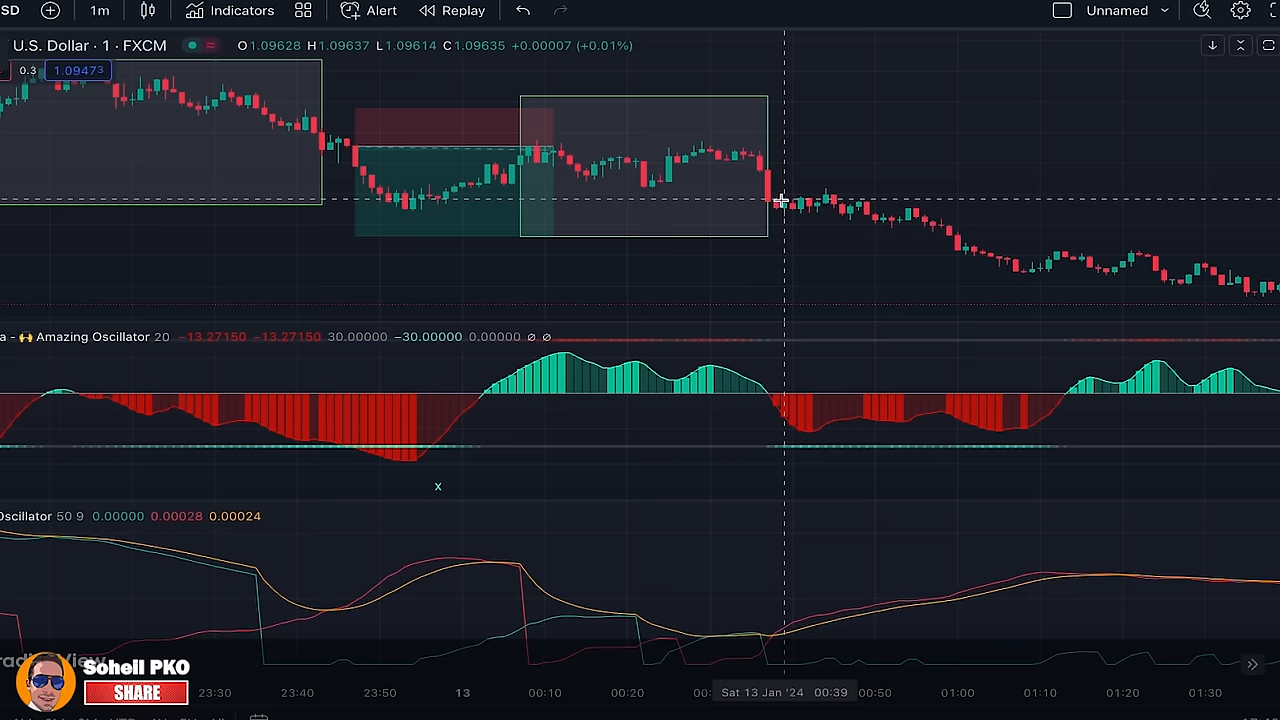 SD 1m Indicators Alert Replay Unnamed
U.S. Dollar · 1 · FXCM O1.09628 H1.09637 L1.09614 C1.09635 +0.00007 (+0.01%)
0.3 1.09473
a - 🙌 Amazing Oscillator 20 −13.27150 −13.27150 30.00000 −30.00000 0.00000 ∅ ∅
x
Oscillator 50 9 0.00000 0.00028 0.00024
Soheil PKO
SHARE
23:30 23:40 23:50 13 00:10 00:20 Sat 13 Jan '24 00:39 00:50 01:00 01:10 01:20 01:30